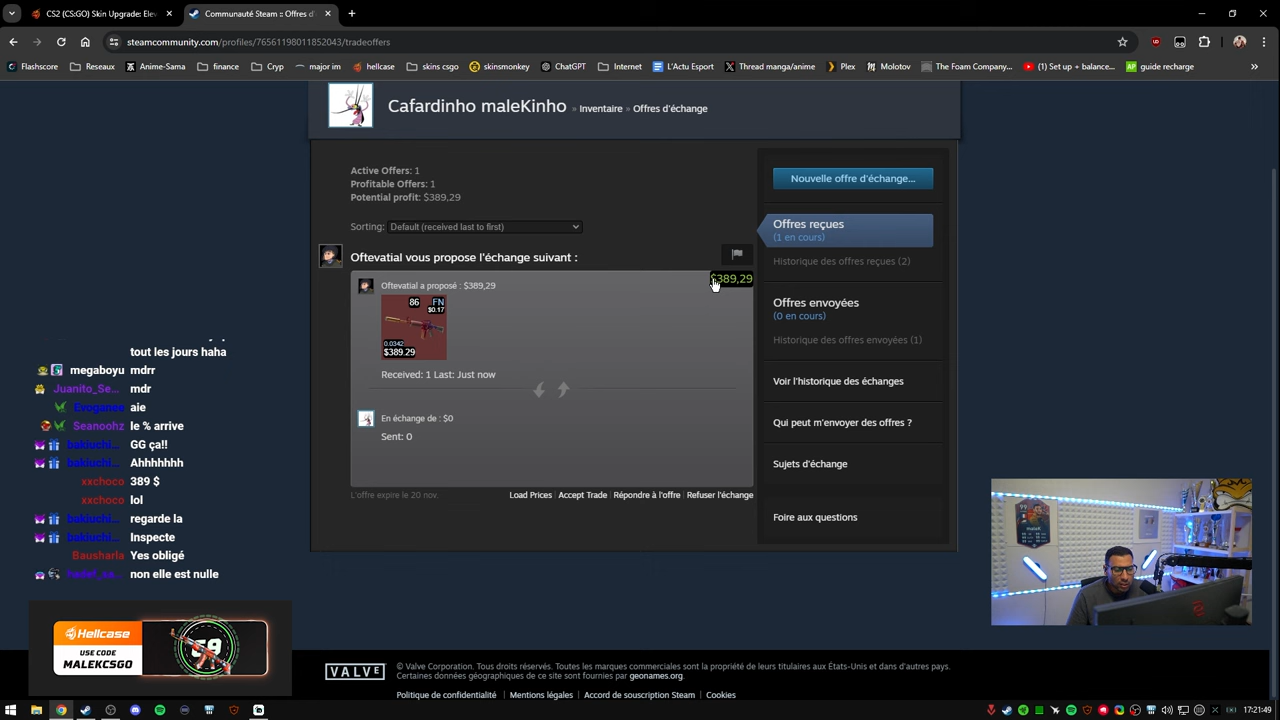 CS2 (CS:GO) Skin Upgrade: Elev
Communauté Steam :: Offres d'
steamcommunity.com/profiles/76561198011852043/tradeoffers
Flashscore
Reseaux
Anime-Sama
finance
Cryp
major im
hellcase
skins csgo
skinsmonkey
ChatGPT
Internet
L'Actu Esport
Thread manga/anime
Plex
Molotov
The Foam Company...
(1) Set up + balance...
guide recharge
Cafardinho maleKinho » Inventaire » Offres d'échange
Active Offers: 1
Profitable Offers: 1
Potential profit: $389,29
Sorting: Default (received last to first)
Oftevatial vous propose l'échange suivant :
$389,29
Oftevatial a proposé : $389,29
86 FN
$0.17
0.0342
$389.29
Received: 1 Last: Just now
En échange de : $0
Sent: 0
L'offre expire le 20 nov.
Load Prices | Accept Trade | Répondre à l'offre | Refuser l'échange
Nouvelle offre d'échange...
Offres reçues
(1 en cours)
Historique des offres reçues (2)
Offres envoyées
(0 en cours)
Historique des offres envoyées (1)
Voir l'historique des échanges
Qui peut m'envoyer des offres ?
Sujets d'échange
Foire aux questions
tout les jours haha
megaboyu mdrr
Juanito_Se... mdr
Evogance aie
Seanoohz le % arrive
bakiuchi... GG ça!!
bakiuchi... Ahhhhhhh
xxchoco 389 $
xxchoco lol
bakiuchi... regarde la
bakiuchi... Inspecte
Bausharla Yes obligé
non elle est nulle
Hellcase
USE CODE
MALEKCSGO
59
99
maleK
VALVE
© Valve Corporation. Tous droits réservés. Toutes les marques commerciales sont la propriété de leurs titulaires aux États-Unis et dans d'autres pays.
Certaines données géographiques de ce site sont fournies par geonames.org.
Politique de confidentialité | Mentions légales | Accord de souscription Steam | Cookies
17:21:49